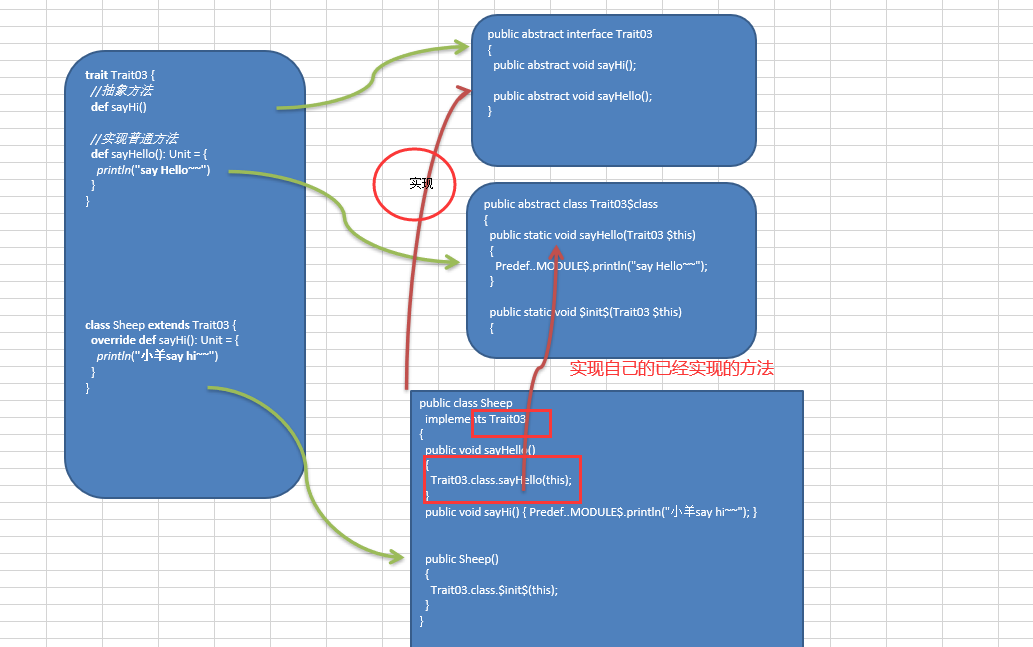 trait Trait03 {
//抽象方法
def sayHi()
//实现普通方法
def sayHello(): Unit = {
println("say Hello~~")
}
}
class Sheep extends Trait03 {
override def sayHi(): Unit = {
println("小羊say hi~~")
}
}
public abstract interface Trait03
{
public abstract void sayHi();
public abstract void sayHello();
}
实现
public abstract class Trait03$class
{
public static void sayHello(Trait03 $this)
{
Predef..MODULE$.println("say Hello~~");
}
public static void $init$(Trait03 $this)
{
实现自己的已经实现的方法
public class Sheep
implements Trait03
{
public void sayHello()
{
Trait03.class.sayHello(this);
}
public void sayHi() { Predef..MODULE$.println("小羊say hi~~"); }
public Sheep()
{
Trait03.class.$init$(this);
}
}